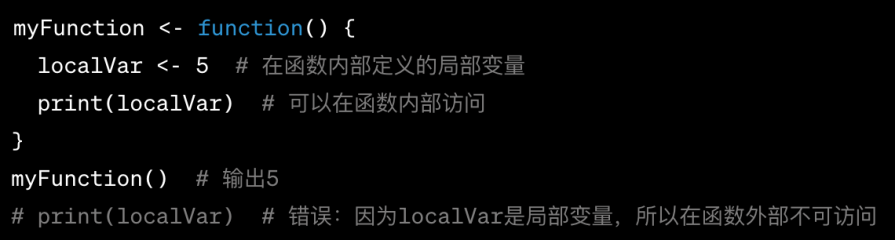 myFunction <- function() {
  localVar <- 5  # 在函数内部定义的局部变量
  print(localVar)  # 可以在函数内部访问
}
myFunction()  # 输出5
# print(localVar)  # 错误：因为localVar是局部变量，所以在函数外部不可访问